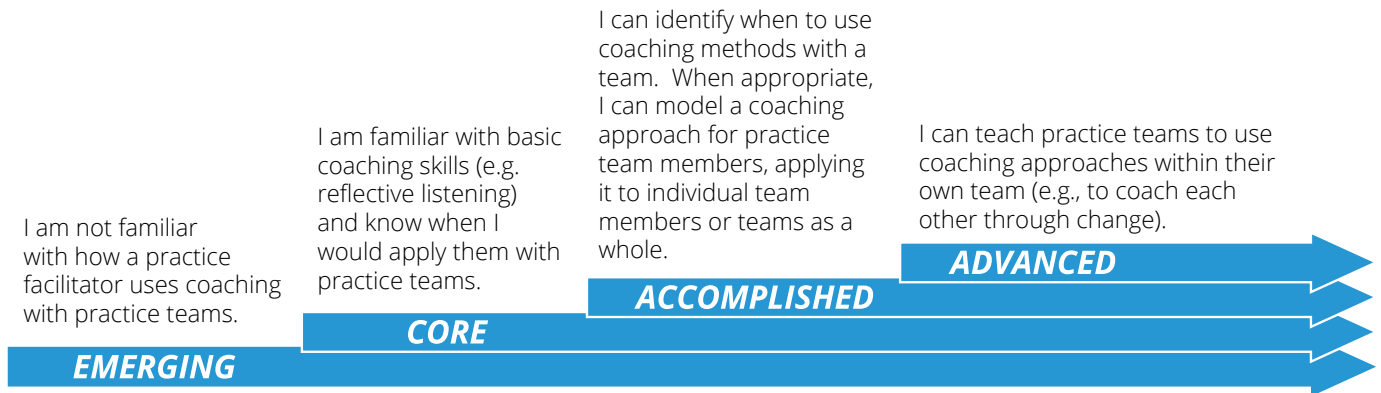 I am not familiar
with how a practice
facilitator uses coaching
with practice teams.
EMERGING
I am familiar with basic
coaching skills (e.g.
reflective listening)
and know when I
would apply them with
practice teams.
CORE
I can identify when to use
coaching methods with a
team.  When appropriate,
I can model a coaching
approach for practice
team members, applying
it to individual team
members or teams as a
whole.
ACCOMPLISHED
I can teach practice teams to use
coaching approaches within their
own team (e.g., to coach each
other through change).
ADVANCED